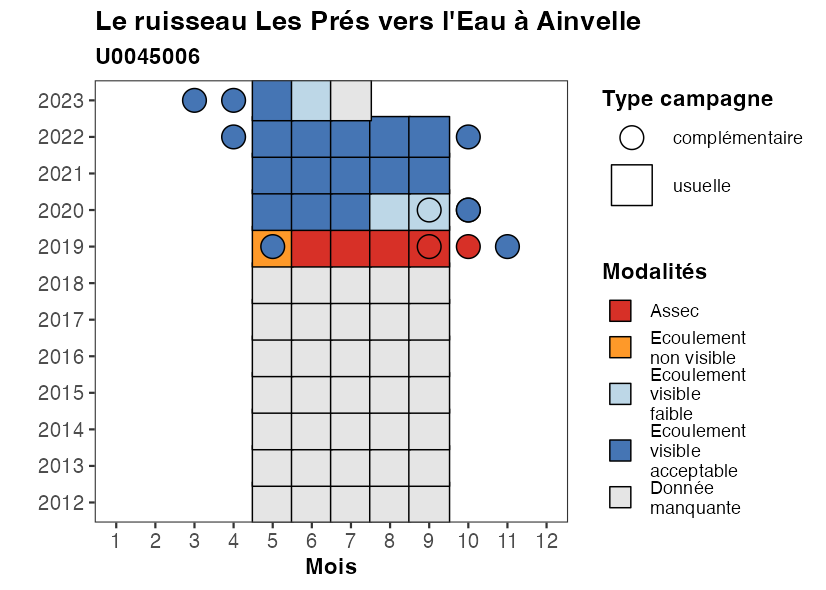 Le ruisseau Les Prés vers l'Eau à Ainvelle
U0045006
2023
2022
2021
2020
2019
2018
2017
2016
2015
2014
2013
2012
1 2 3 4 5 6 7 8 9 10 11 12
Mois
Type campagne
complémentaire
usuelle
Modalités
Assec
Ecoulement
non visible
Ecoulement
visible
faible
Ecoulement
visible
acceptable
Donnée
manquante